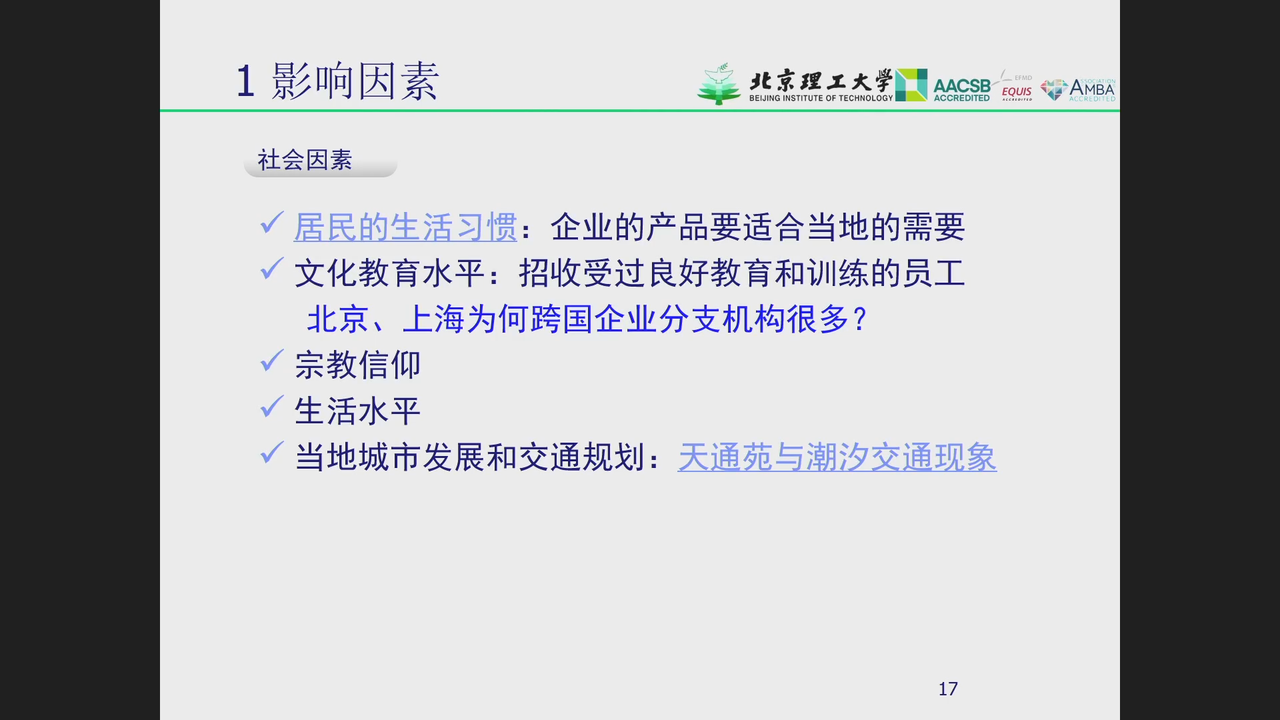 1 影响因素
北京理工大学
BEIJING INSTITUTE OF TECHNOLOGY
AACSB
ACCREDITED
EFMD
EQUIS
ACCREDITED
ASSOCIATION
AMBA
ACCREDITED
社会因素
✓ 居民的生活习惯：企业的产品要适合当地的需要
✓ 文化教育水平：招收受过良好教育和训练的员工
北京、上海为何跨国企业分支机构很多？
✓ 宗教信仰
✓ 生活水平
✓ 当地城市发展和交通规划：天通苑与潮汐交通现象
17